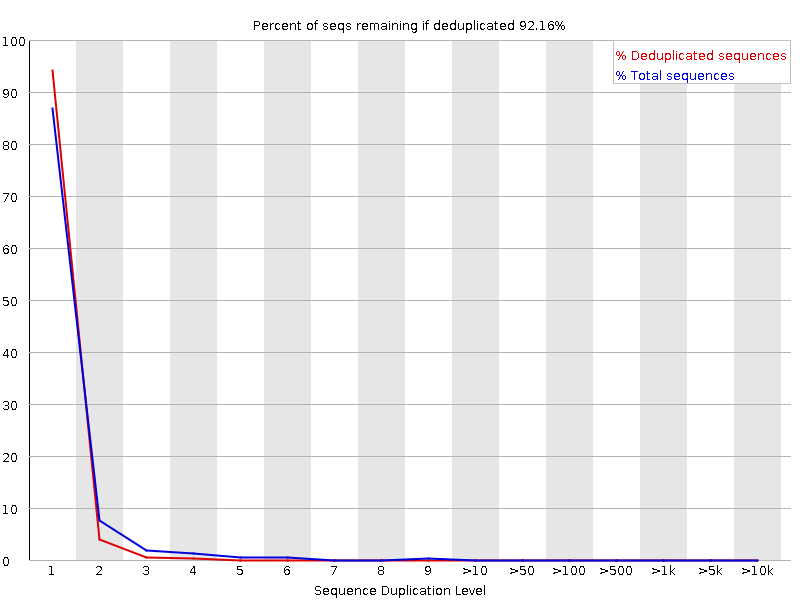 Percent of seqs remaining if deduplicated 92.16%
% Deduplicated sequences
% Total sequences
100
90
80
70
60
50
40
30
20
10
0
1 2 3 4 5 6 7 8 9 >10 >50 >100 >500 >1k >5k >10k
Sequence Duplication Level